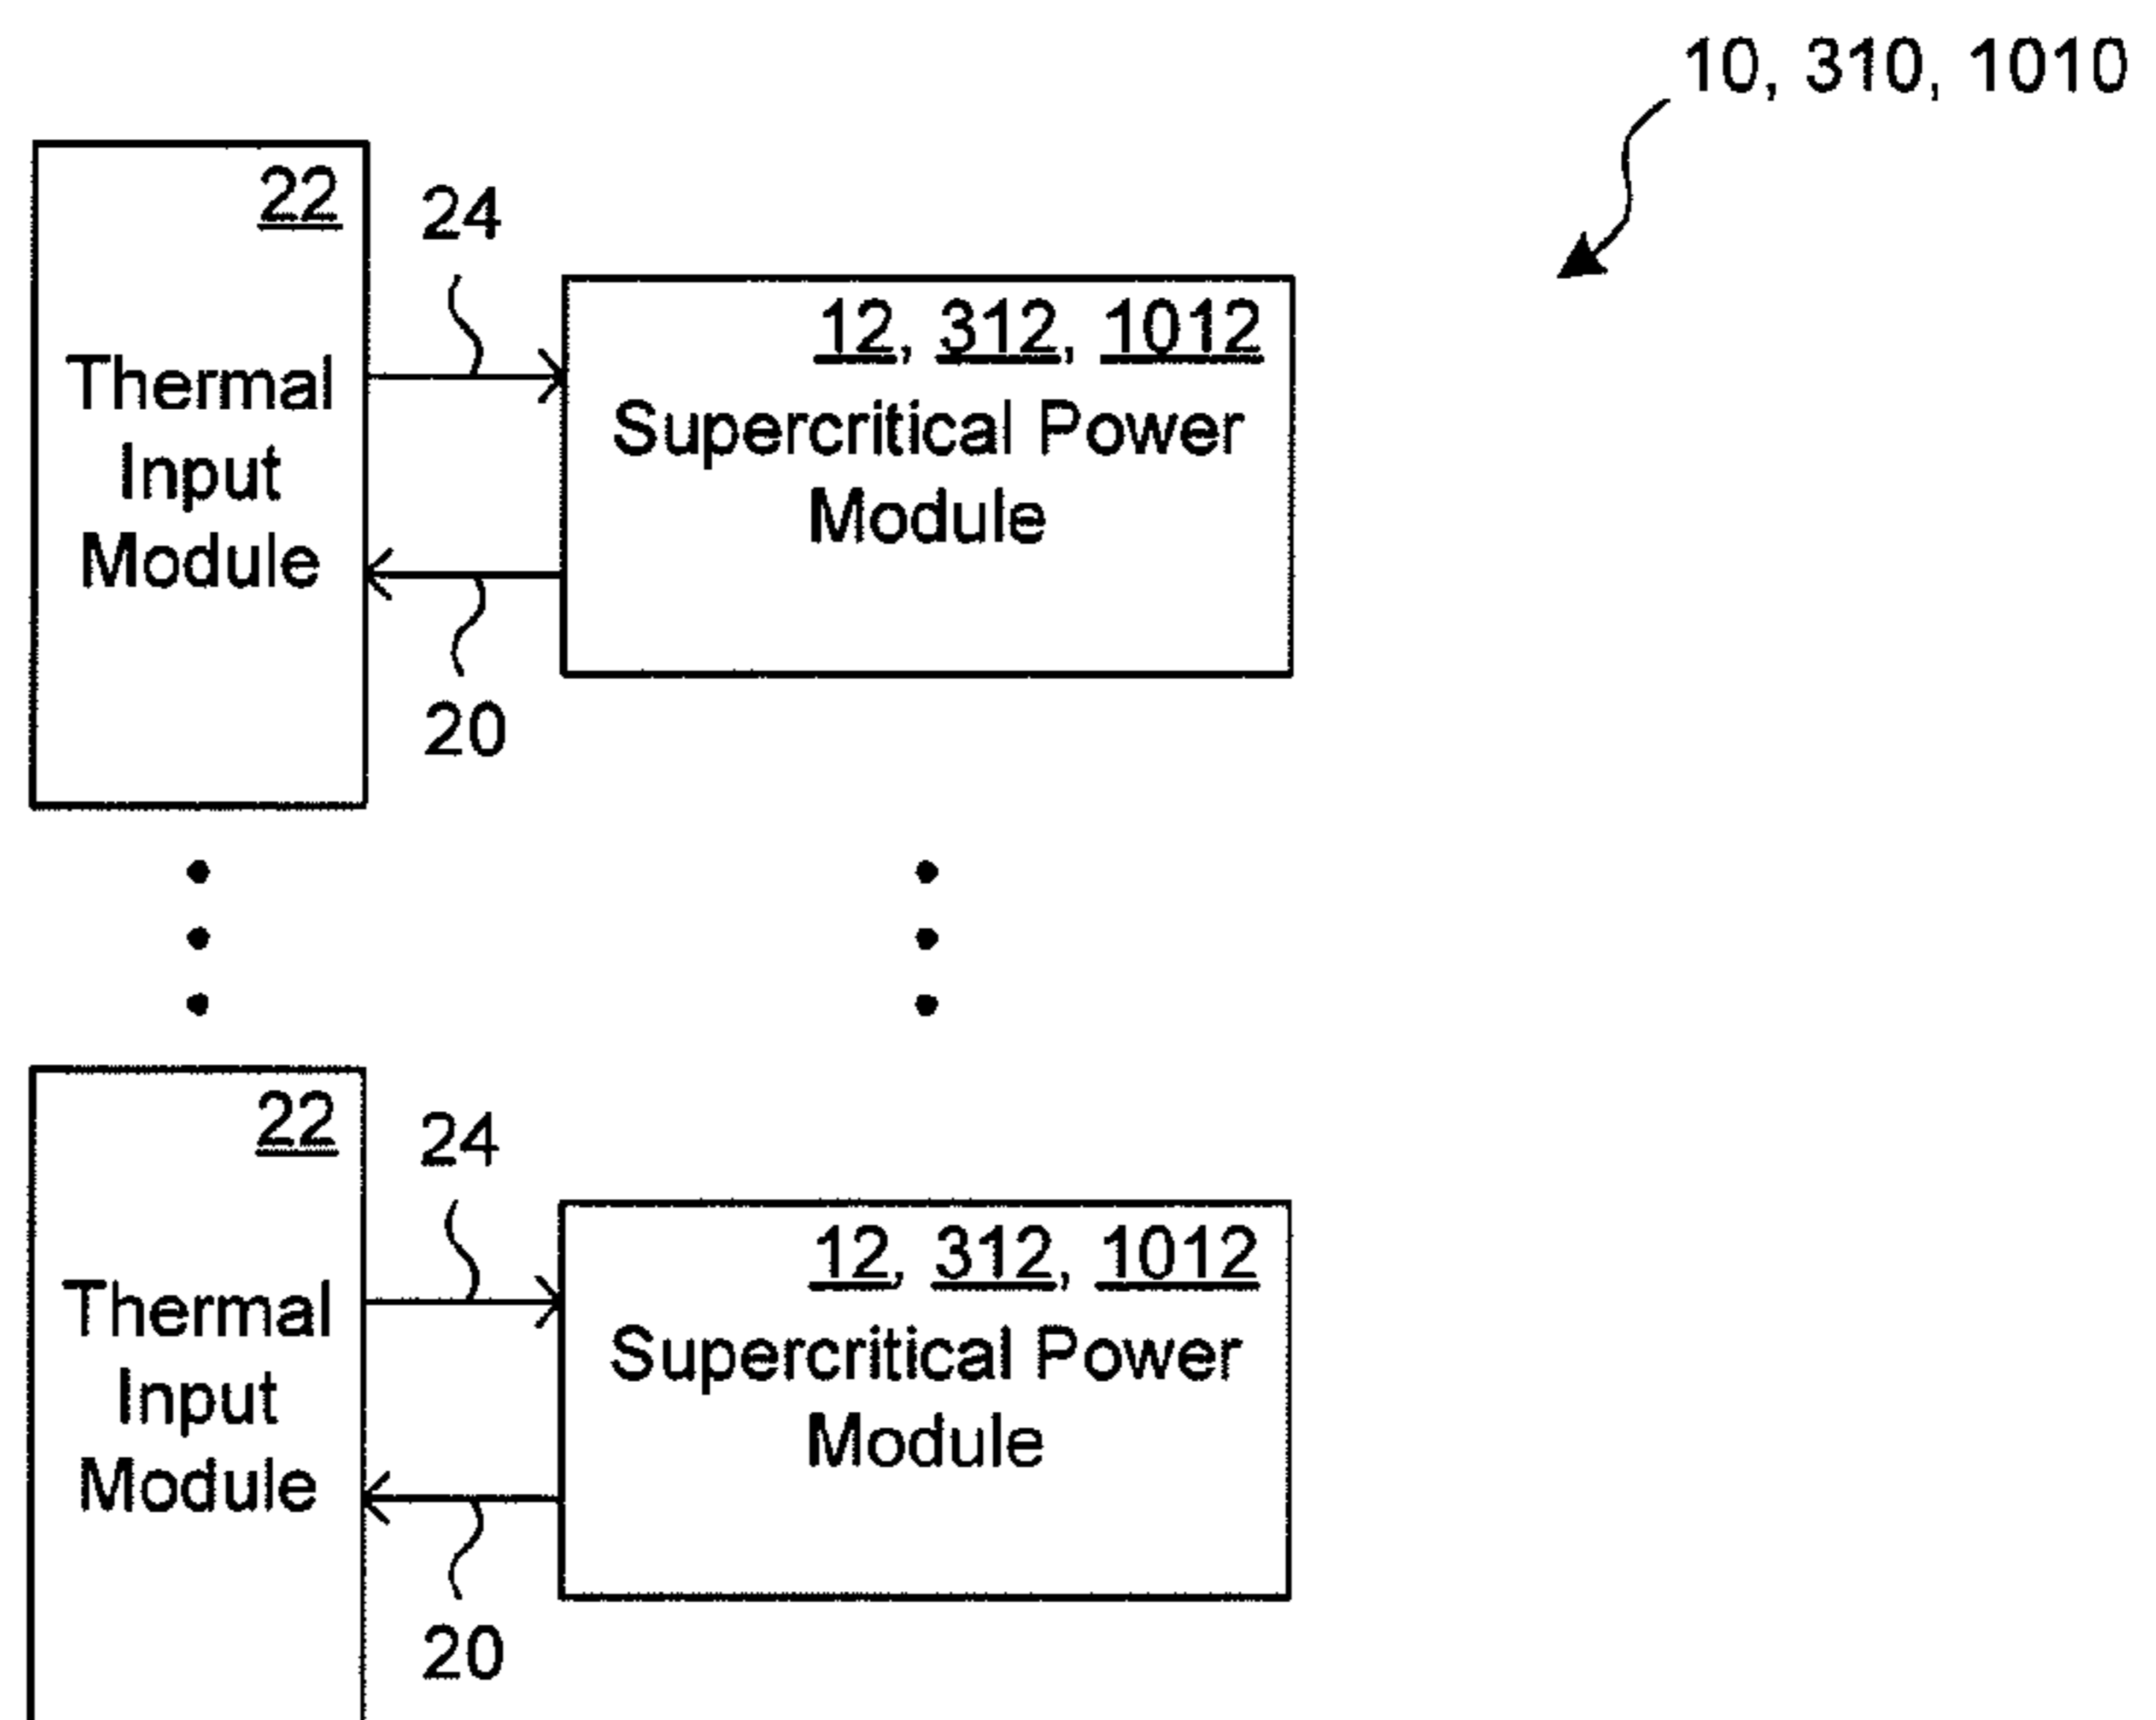 10, 310, 1010
22
24
12, 312, 1012
Thermal
Input
Module
Supercritical Power
Module
20
22
24
12, 312, 1012
Thermal
Input
Module
Supercritical Power
Module
20